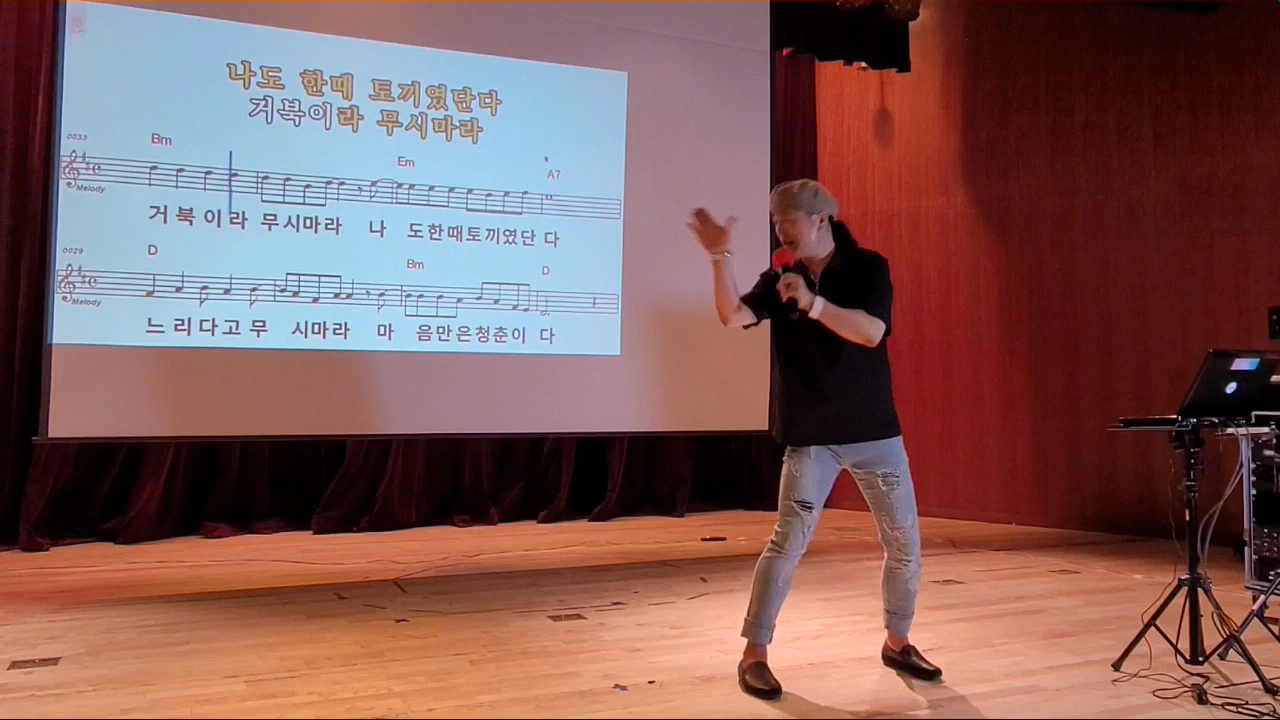 나도 한때 토끼였단다
거북이라 무시마라
0033 Bm Em A7
Melody
거북이라 무시마라 나 도한때토끼였단 다
0029 D Bm D
Melody
느리다고무 시마라 마 음만은청춘이 다